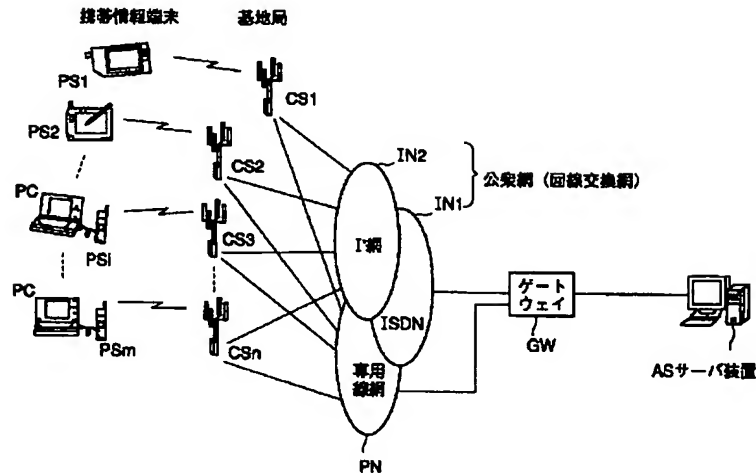 携帯情報端末
基地局
PS1
CS1
PS2
CS2
IN2
公衆網（回線交換網）
IN1
PC
CS3
PSi
I'網
ゲート
ウェイ
GW
PC
ISDN
PSm
CSn
専用
線網
ASサーバ装置
PN